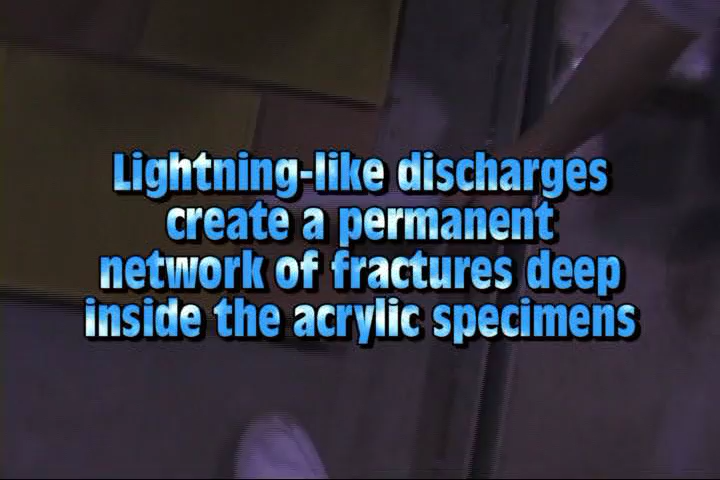 Lightning-like discharges
create a permanent
network of fractures deep
inside the acrylic specimens